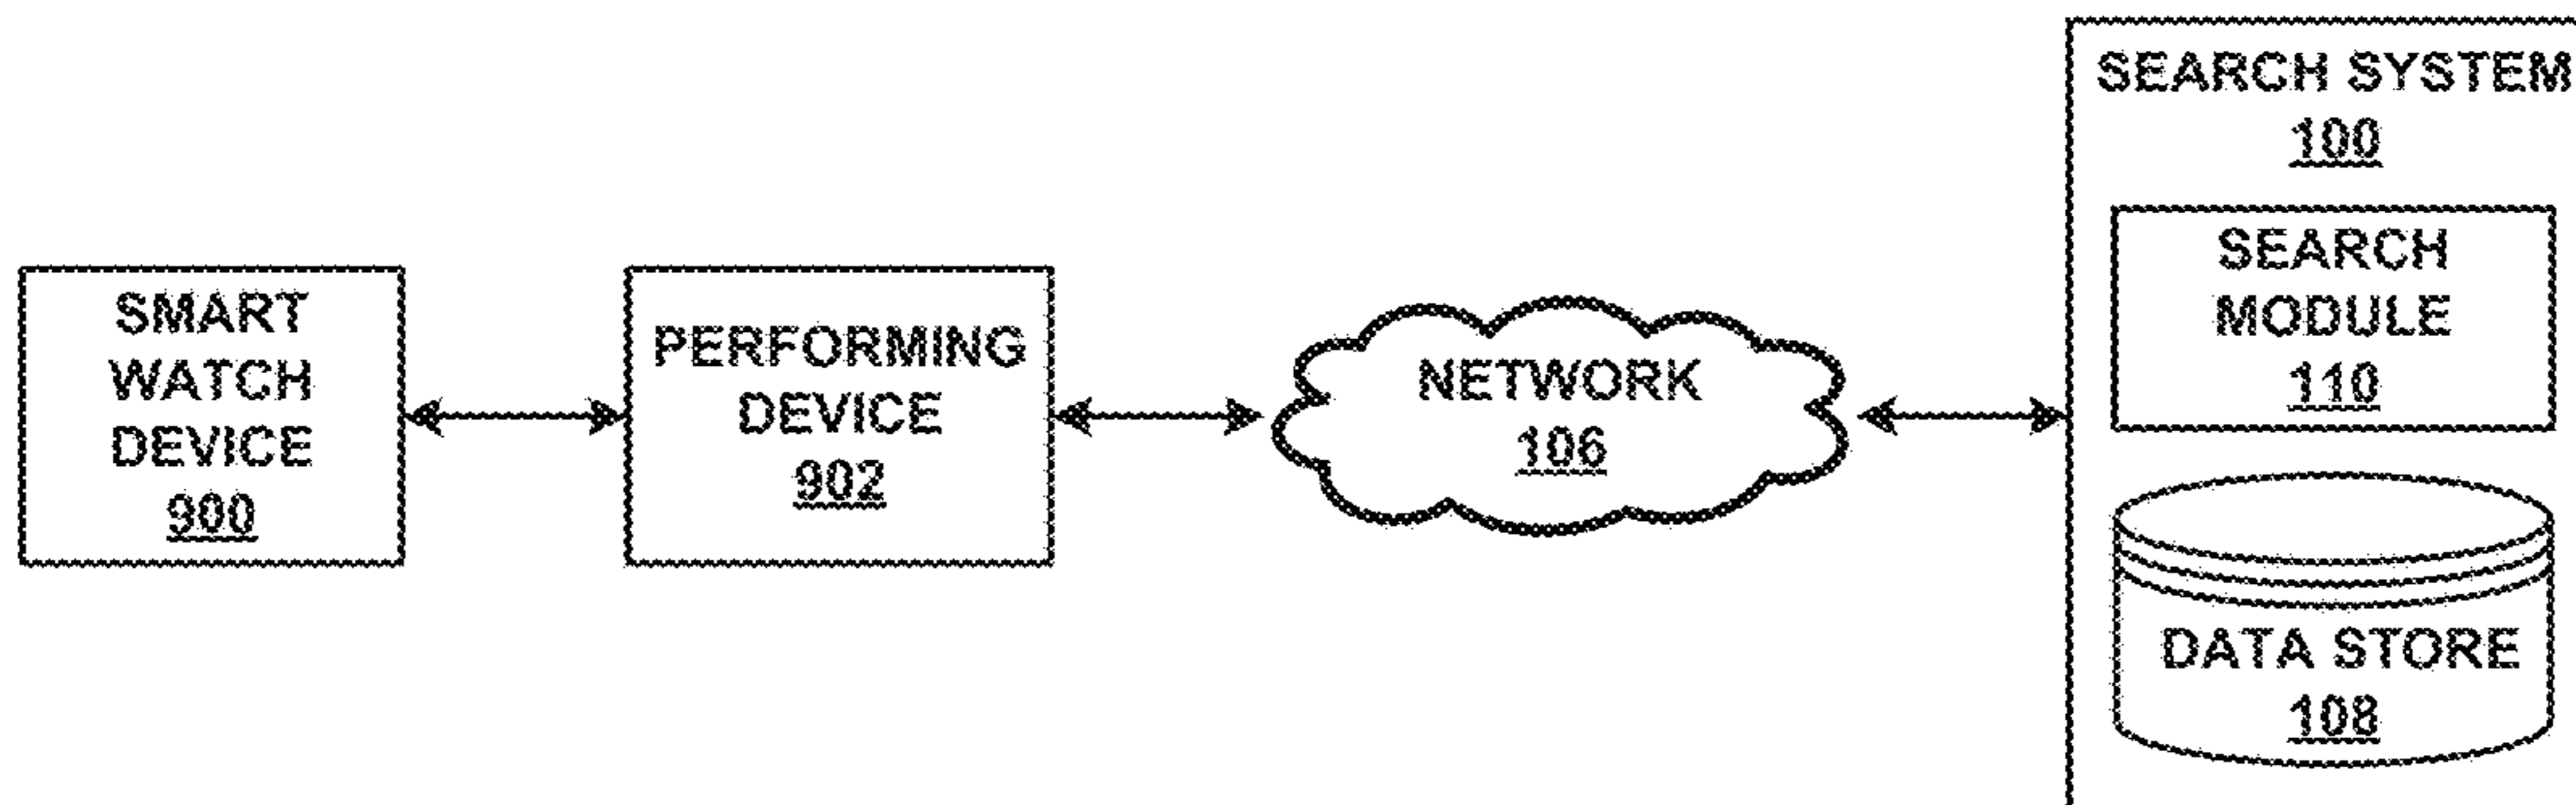 SMART
WATCH
DEVICE
900
PERFORMING
DEVICE
902
NETWORK
106
SEARCH SYSTEM
100
SEARCH
MODULE
110
DATA STORE
108